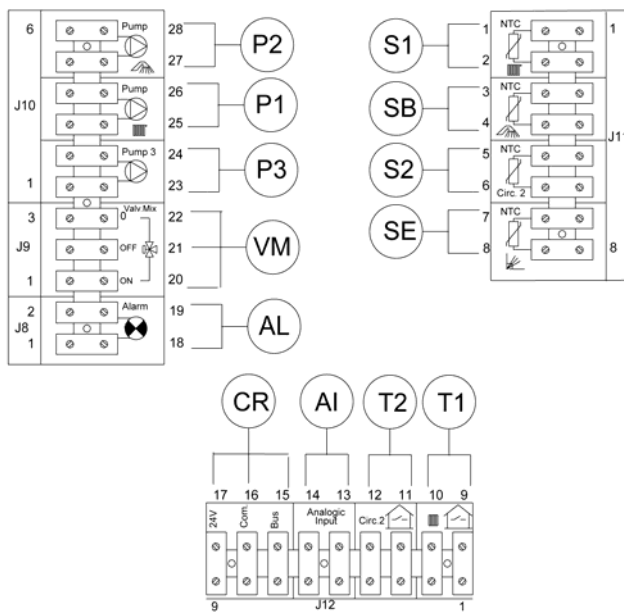 6 Pump 28
27
P2
J10 Pump 26
25
P1
Pump 3 24
1 23
P3
3 Valv.Mix 22
0
J9 OFF 21
VM
1 ON 20
2 Alarm 19
J8
1 18
AL
S1 1 NTC 1
2
SB 3 NTC
4 J11
S2 5 NTC
6 Circ. 2
SE 7 NTC
8 8
CR AI T2 T1
17 16 15 14 13 12 11 10 9
24V Com. Bus Analogic Input Circ.2
9 J12 1